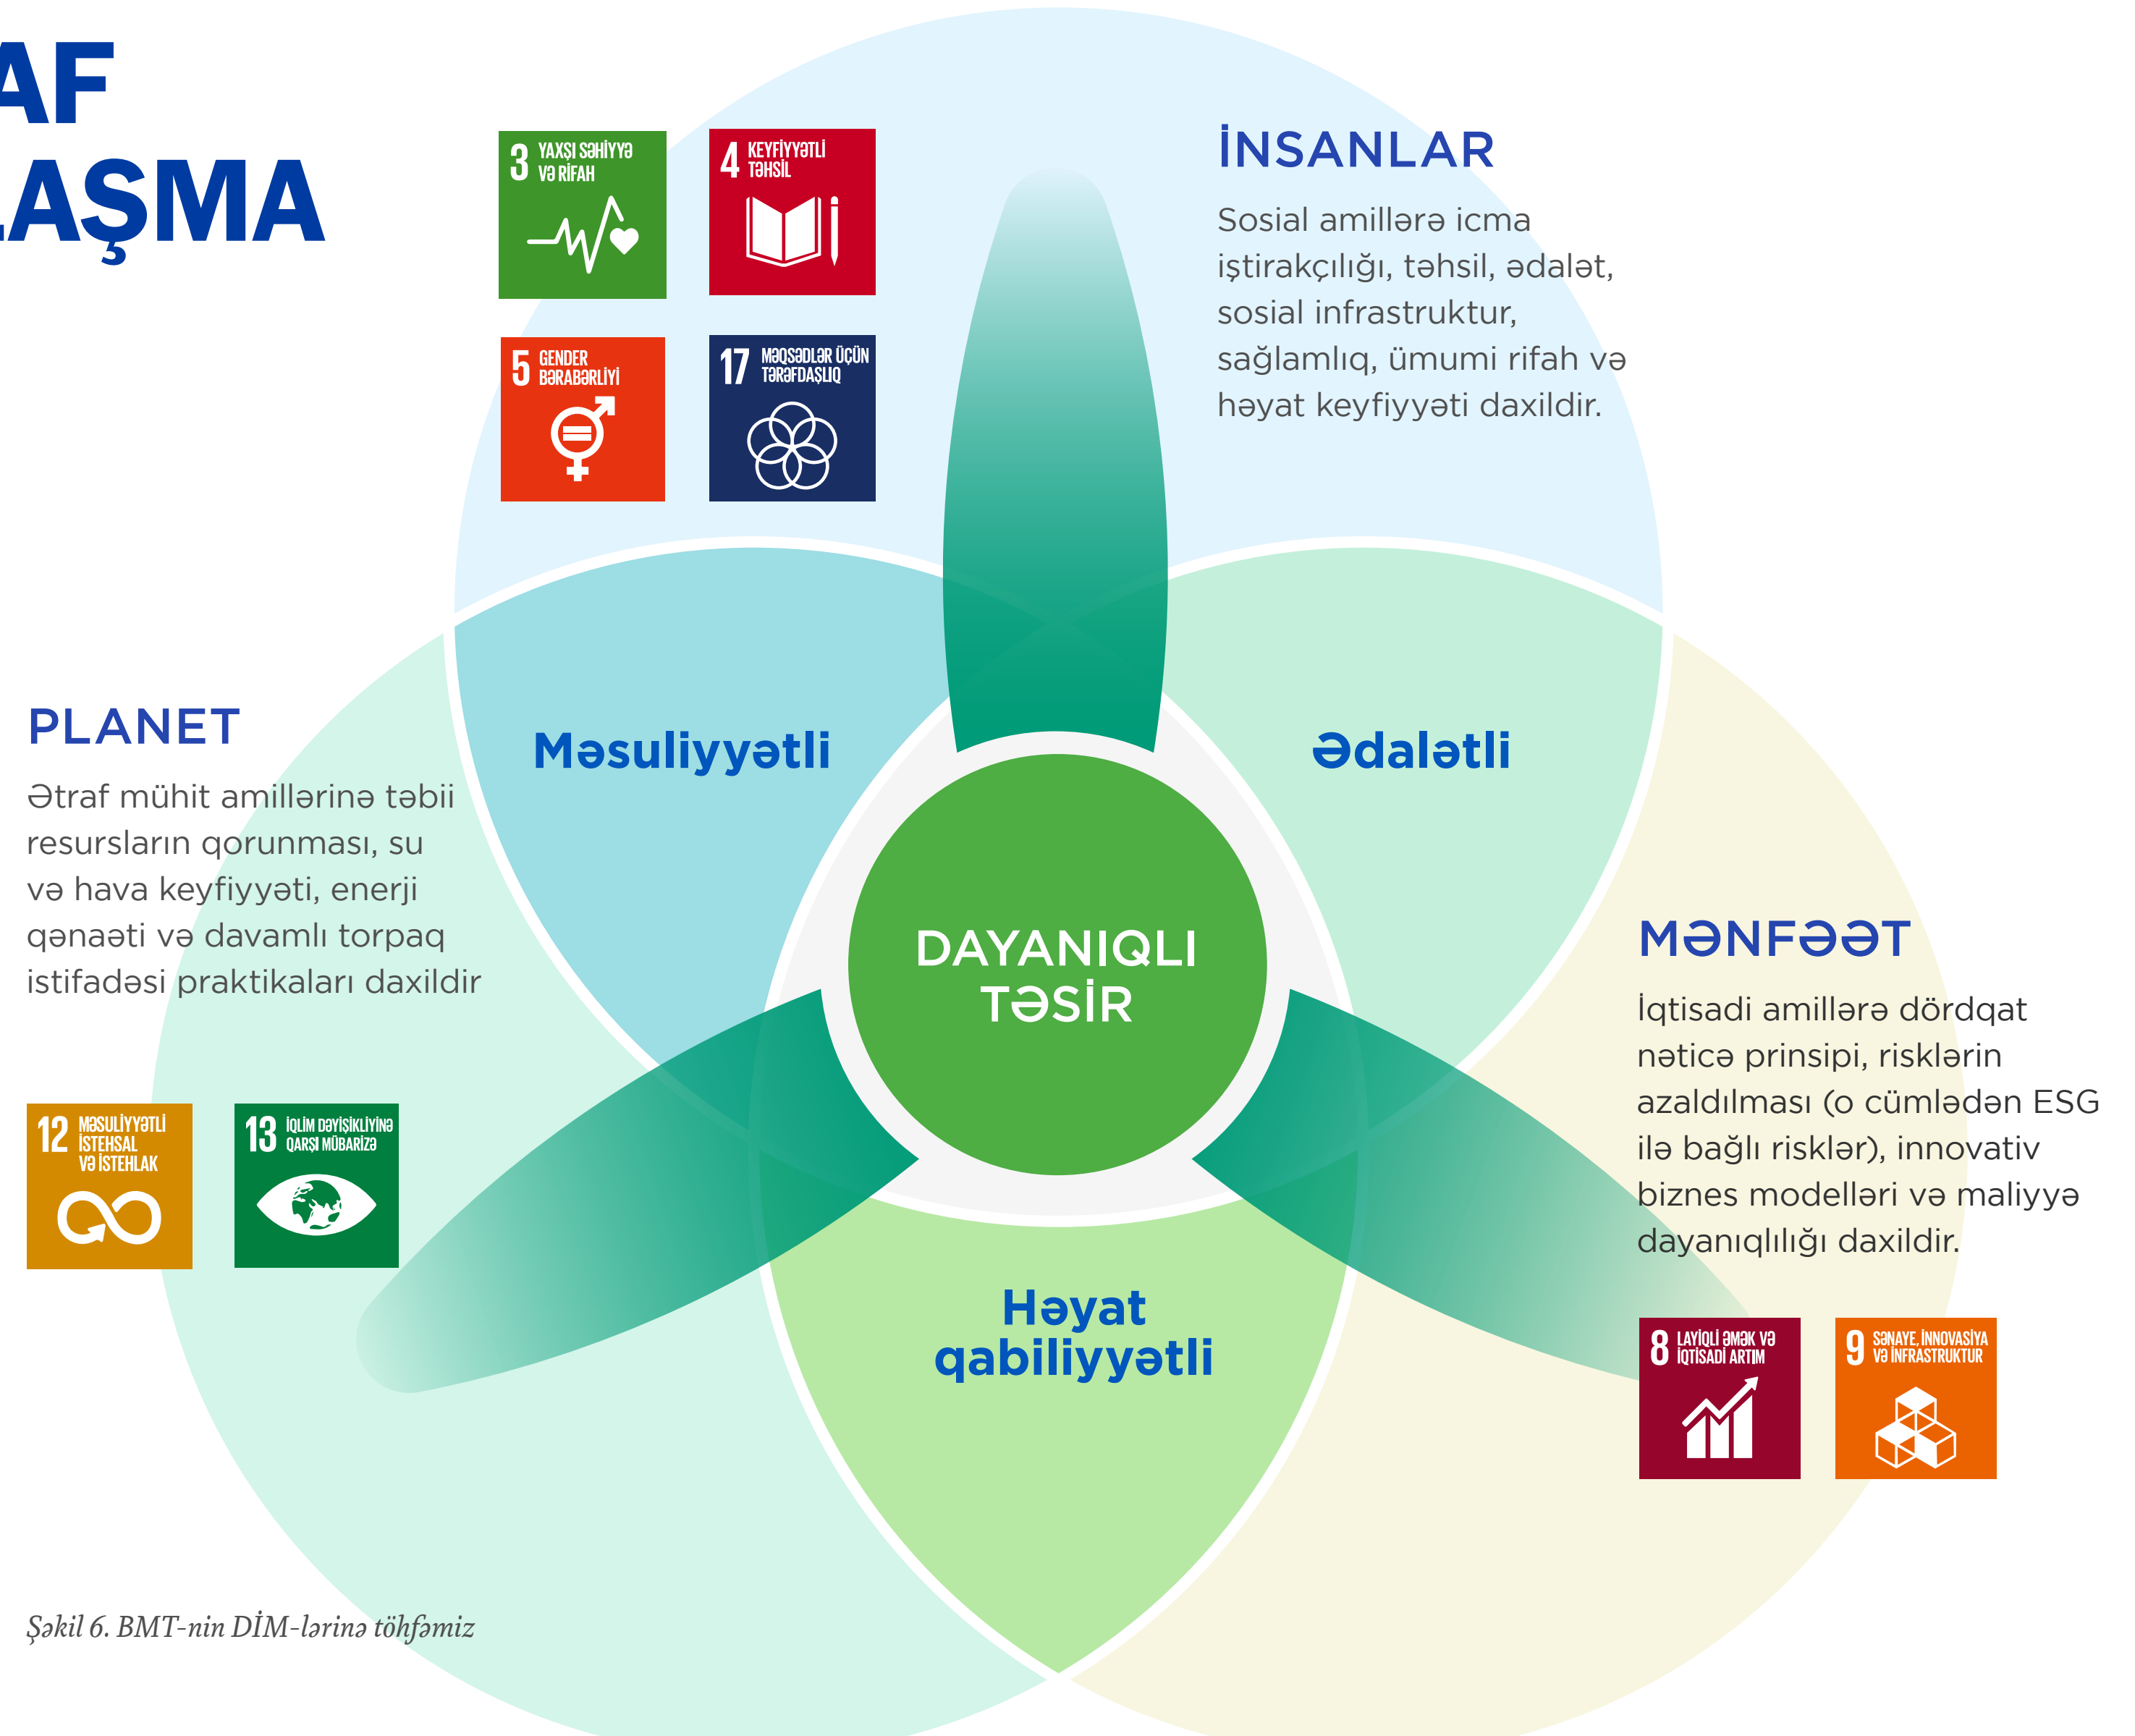 AF
LAŞMA
3 YAXŞI SƏHİYYƏ
VƏ RİFAH
4 KEYFİYYƏTLİ
TƏHSİL
5 GENDER
BƏRABƏRLİYİ
17 MƏQSƏDLƏR ÜÇÜN
TƏRƏFDAŞLIQ
İNSANLAR
Sosial amillərə icma
iştirakçılığı, təhsil, ədalət,
sosial infrastruktur,
sağlamlıq, ümumi rifah və
həyat keyfiyyəti daxildir.
PLANET
Ətraf mühit amillərinə təbii
resursların qorunması, su
və hava keyfiyyəti, enerji
qənaəti və davamlı torpaq
istifadəsi praktikaları daxildir
12 MƏSULİYYƏTLİ
İSTEHSAL
VƏ İSTEHLAK
13 İQLİM DƏYİŞİKLİYİNƏ
QARŞI MÜBARİZƏ
Məsuliyyətli
Ədalətli
DAYANIQLI
TƏSİR
Həyat
qabiliyyətli
MƏNFƏƏT
İqtisadi amillərə dördqat
nəticə prinsipi, risklərin
azaldılması (o cümlədən ESG
ilə bağlı risklər), innovativ
biznes modelləri və maliyyə
dayanıqlılığı daxildir.
8 LAYİQLİ ƏMƏK VƏ
İQTİSADİ ARTIM
9 SƏNAYE, İNNOVASİYA
VƏ İNFRASTRUKTUR
Şəkil 6. BMT-nin DİM-lərinə töhfəmiz